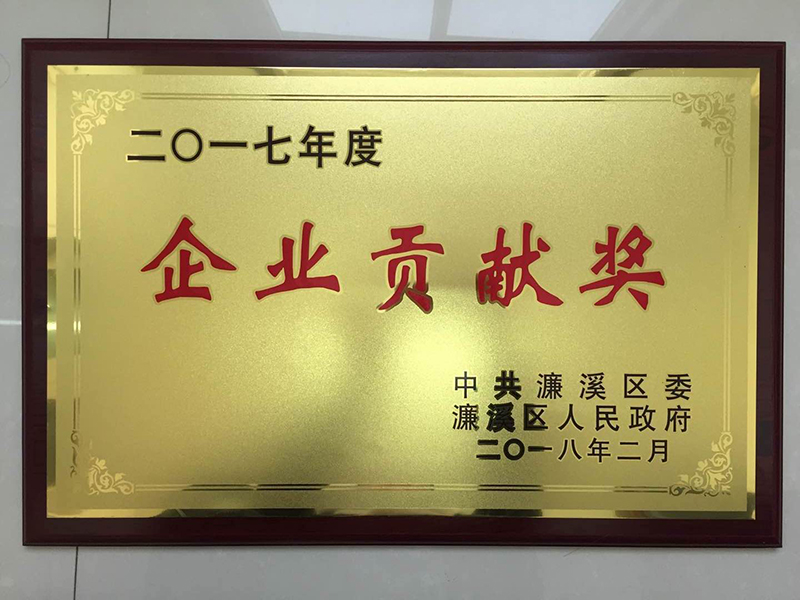 二〇一七年度
企业贡献奖
中共濂溪区委
濂溪区人民政府
二〇一八年二月